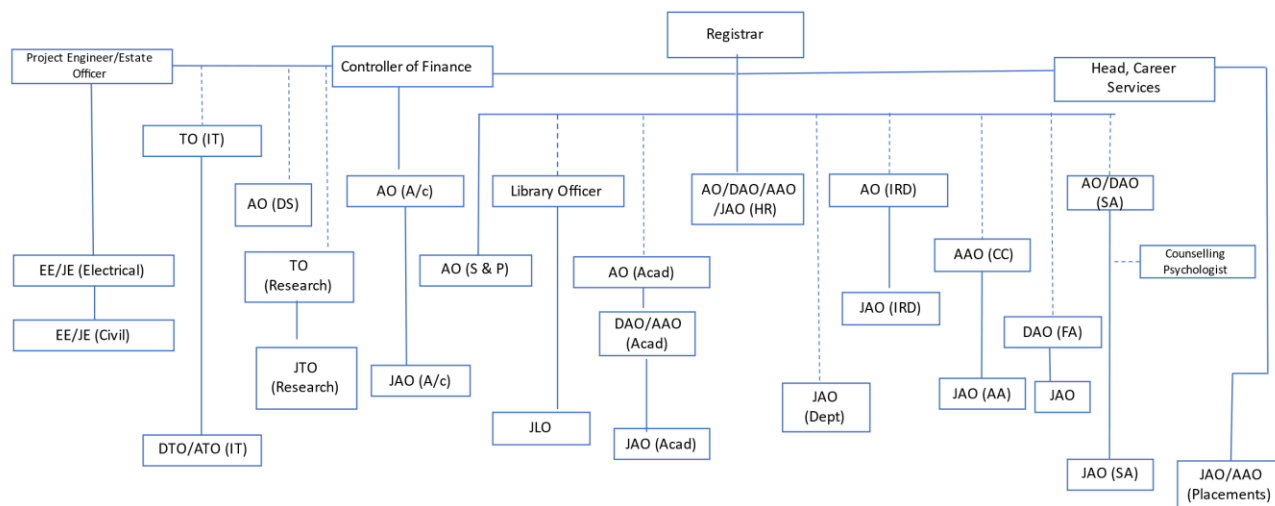 Registrar
Project Engineer/Estate
Officer
Controller of Finance
Head, Career
Services
TO (IT)
AO (DS)
AO (A/c)
Library Officer
AO/DAO/AAO
/JAO (HR)
AO (IRD)
AO/DAO
(SA)
EE/JE (Electrical)
TO
(Research)
AO (S & P)
AO (Acad)
AAO (CC)
Counselling
Psychologist
JAO (IRD)
EE/JE (Civil)
DAO/AAO
(Acad)
DAO (FA)
JTO
(Research)
JAO (A/c)
JAO
(Dept)
JAO (AA)
JAO
JLO
DTO/ATO (IT)
JAO (Acad)
JAO (SA)
JAO/AAO
(Placements)